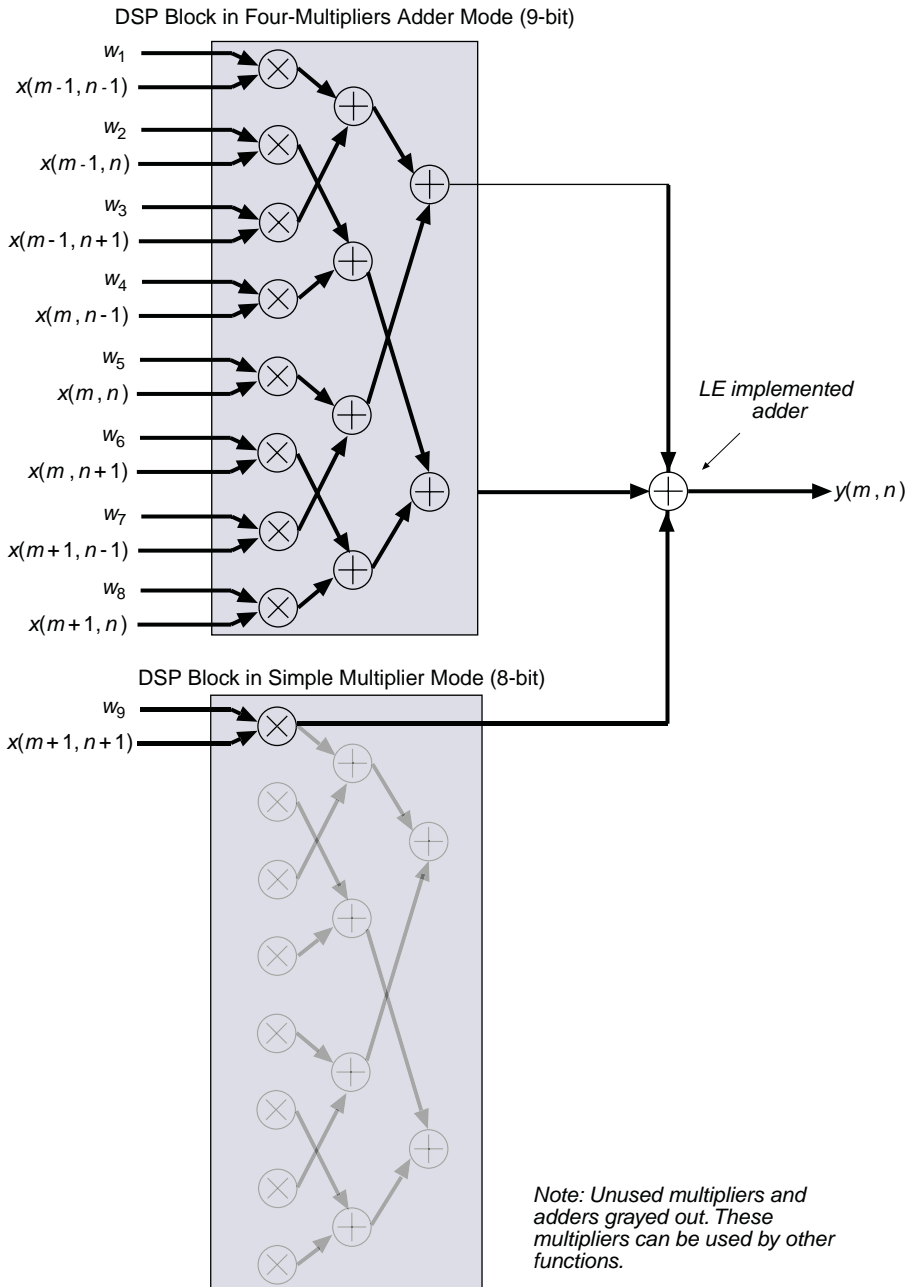 DSP Block in Four-Multipliers Adder Mode (9-bit)
w1
x(m-1, n-1)
w2
x(m-1, n)
w3
x(m-1, n+1)
w4
x(m, n-1)
w5
x(m, n)
w6
x(m, n+1)
w7
x(m+1, n-1)
w8
x(m+1, n)
LE implemented
adder
y(m, n)
DSP Block in Simple Multiplier Mode (8-bit)
w9
x(m+1, n+1)
Note: Unused multipliers and
adders grayed out. These
multipliers can be used by other
functions.